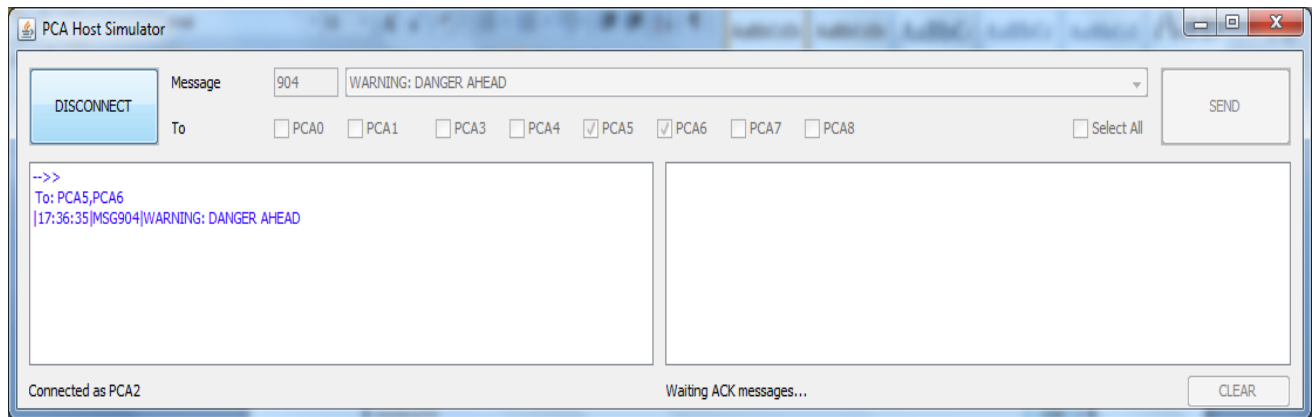 PCA Host Simulator
DISCONNECT
Message
904
WARNING: DANGER AHEAD
SEND
To
PCA0
PCA1
PCA3
PCA4
PCA5
PCA6
PCA7
PCA8
Select All
-->>
To: PCA5,PCA6
|17:36:35|MSG904|WARNING: DANGER AHEAD
Connected as PCA2
Waiting ACK messages...
CLEAR